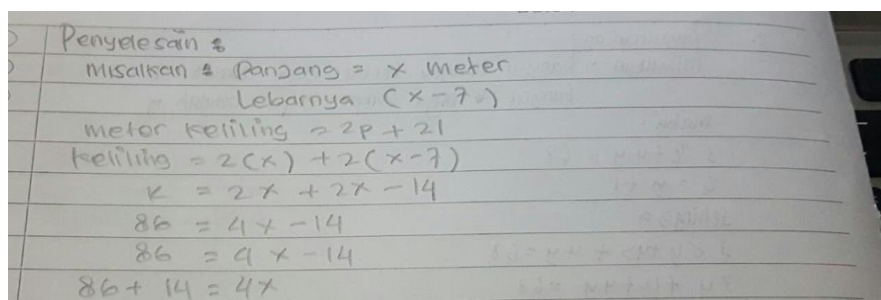 Penyelesain :
Misalkan : Panjang = x meter
Lebarnya (x-7)
meter keliling = 2p + 2l
keliling = 2(x) + 2(x-7)
K = 2x + 2x - 14
86 = 4x - 14
86 = 4x - 14
86 + 14 = 4x